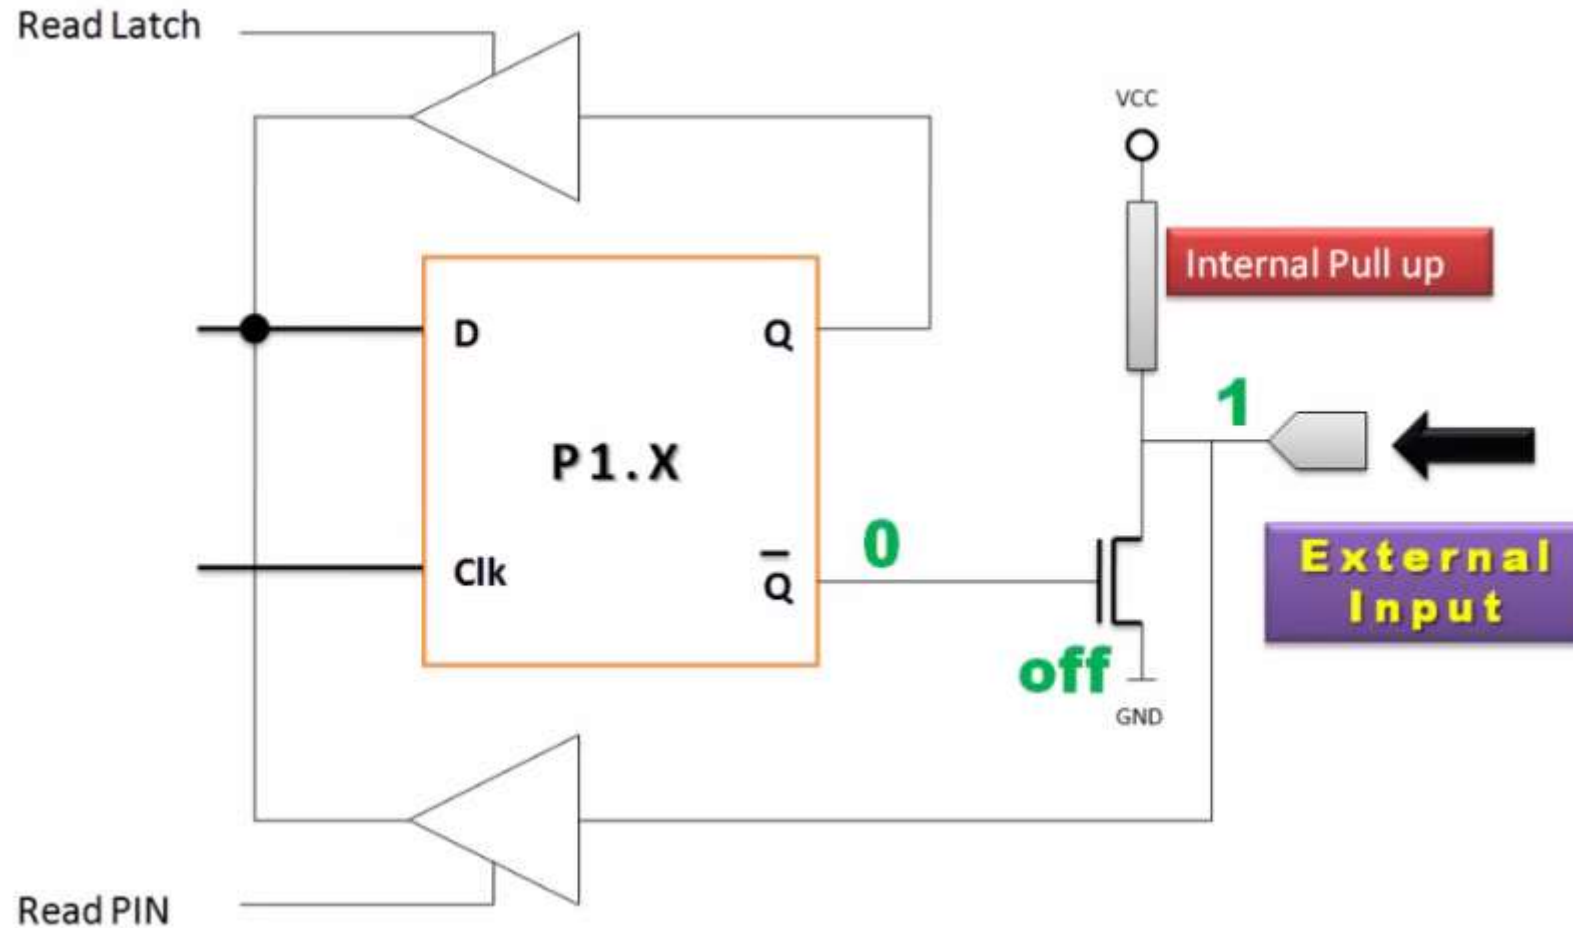 Read Latch
VCC
Internal Pull up
D
Q
1
P1.X
0
External
Input
Clk
Q̅
off
GND
Read PIN